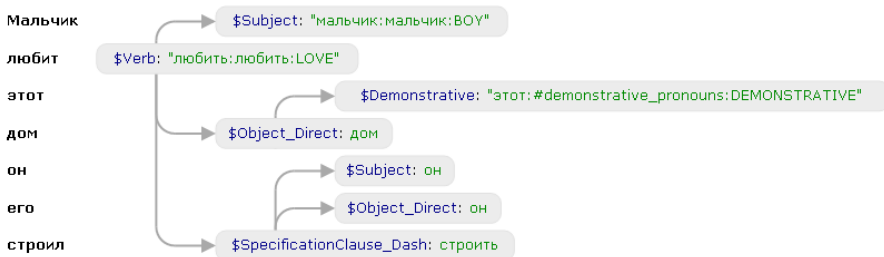 Мальчик $Subject: "мальчик:мальчик:BOY"
любит $Verb: "любить:любить:LOVE"
этот $Demonstrative: "этот:#demonstrative_pronouns:DEMONSTRATIVE"
дом $Object_Direct: дом
он $Subject: он
его $Object_Direct: он
строил $SpecificationClause_Dash: строить